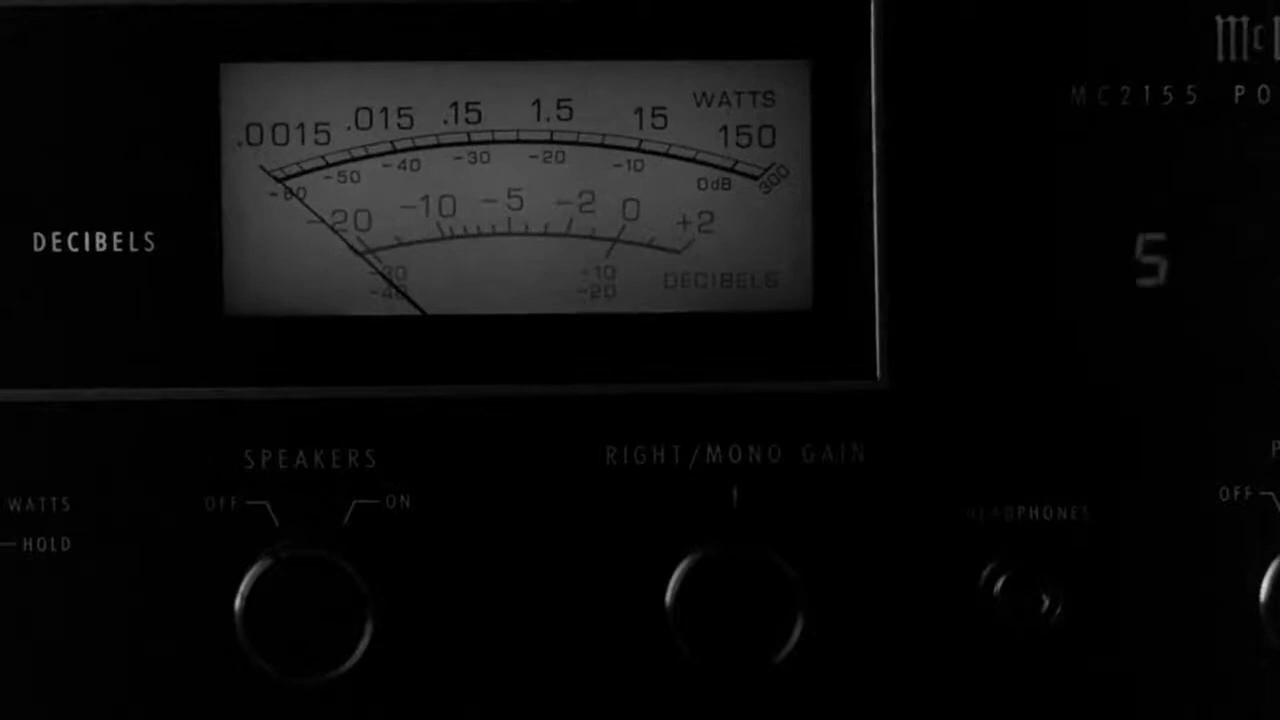 Mc
MC2155 PO
WATTS
.0015 .015 .15 1.5 15 150
300
-60 -50 -40 -30 -20 -10 0dB
-20 -10 -5 -2 0 +2
DECIBELS
5
-30 -10
-40 -20
DECIBELS
SPEAKERS
RIGHT/MONO GAIN
OFF ON
WATTS
HOLD
HEADPHONES
OFF